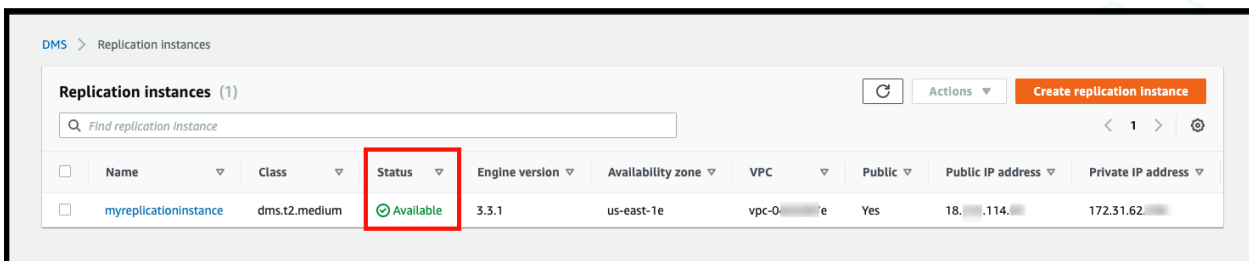 DMS > Replication instances
Replication instances (1)
Actions
Create replication instance
Find replication instance
< 1 >
Name Class Status Engine version Availability zone VPC Public Public IP address Private IP address
myreplicationinstance dms.t2.medium Available 3.3.1 us-east-1e vpc-0 'e Yes 18. .114. 172.31.62.